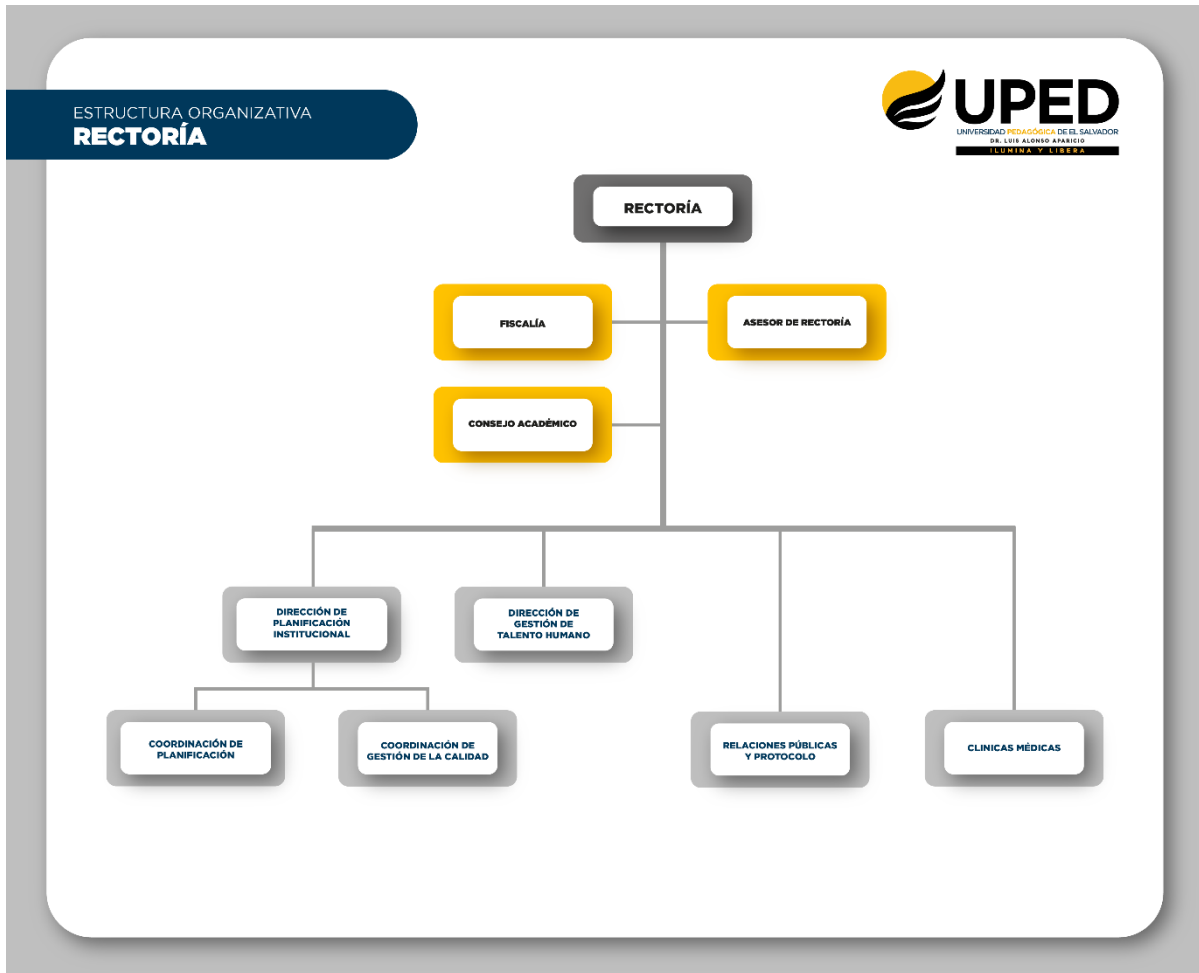 ESTRUCTURA ORGANIZATIVA
RECTORÍA
UPED
UNIVERSIDAD PEDAGÓGICA DE EL SALVADOR
DR. LUIS ALONSO APARICIO
ILUMINA Y LIBERA
RECTORÍA
FISCALÍA
ASESOR DE RECTORÍA
CONSEJO ACADÉMICO
DIRECCIÓN DE
PLANIFICACIÓN
INSTITUCIONAL
DIRECCIÓN DE
GESTIÓN DE
TALENTO HUMANO
COORDINACIÓN DE
PLANIFICACIÓN
COORDINACIÓN DE
GESTIÓN DE LA CALIDAD
RELACIONES PÚBLICAS
Y PROTOCOLO
CLINICAS MÉDICAS